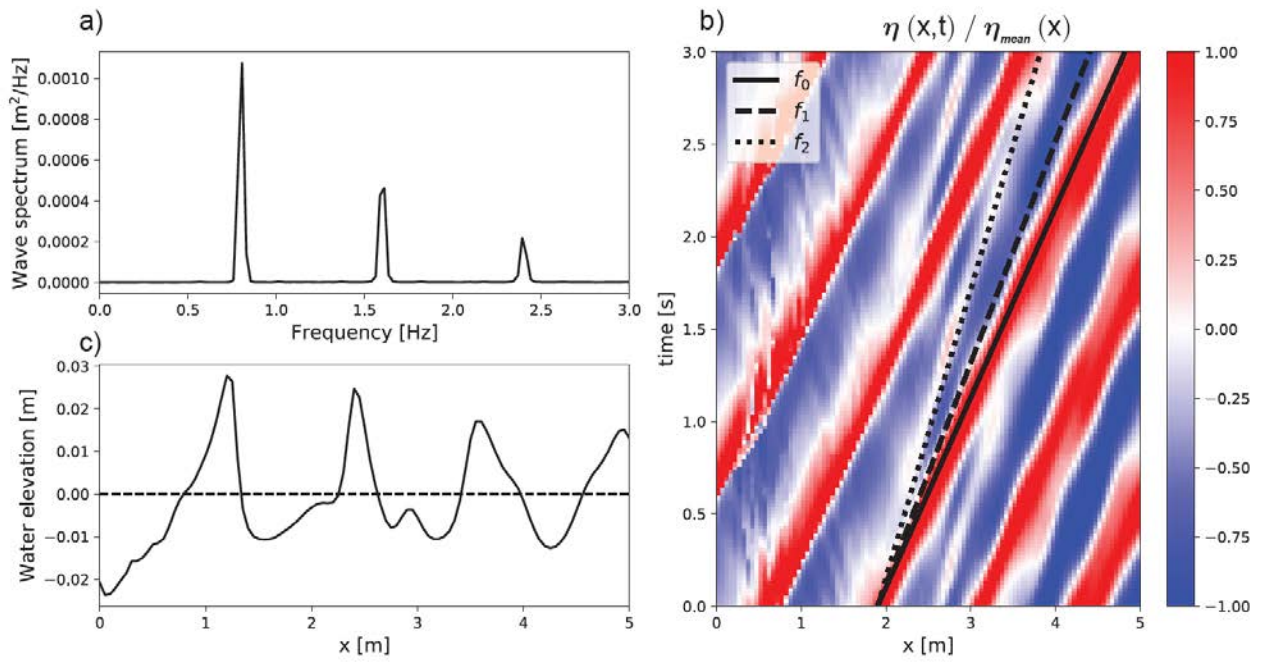 a)
Wave spectrum [m²/Hz]
0.0010
0.0008
0.0006
0.0004
0.0002
0.0000
0.0 0.5 1.0 1.5 2.0 2.5 3.0
Frequency [Hz]
c)
Water elevation [m]
0.03
0.02
0.01
0.00
−0.01
−0.02
0 1 2 3 4 5
x [m]
b)
η (x,t) / ηmean (x)
time [s]
3.0
2.5
2.0
1.5
1.0
0.5
0.0
f₀
f₁
f₂
0 1 2 3 4 5
x [m]
1.00
0.75
0.50
0.25
0.00
−0.25
−0.50
−0.75
−1.00